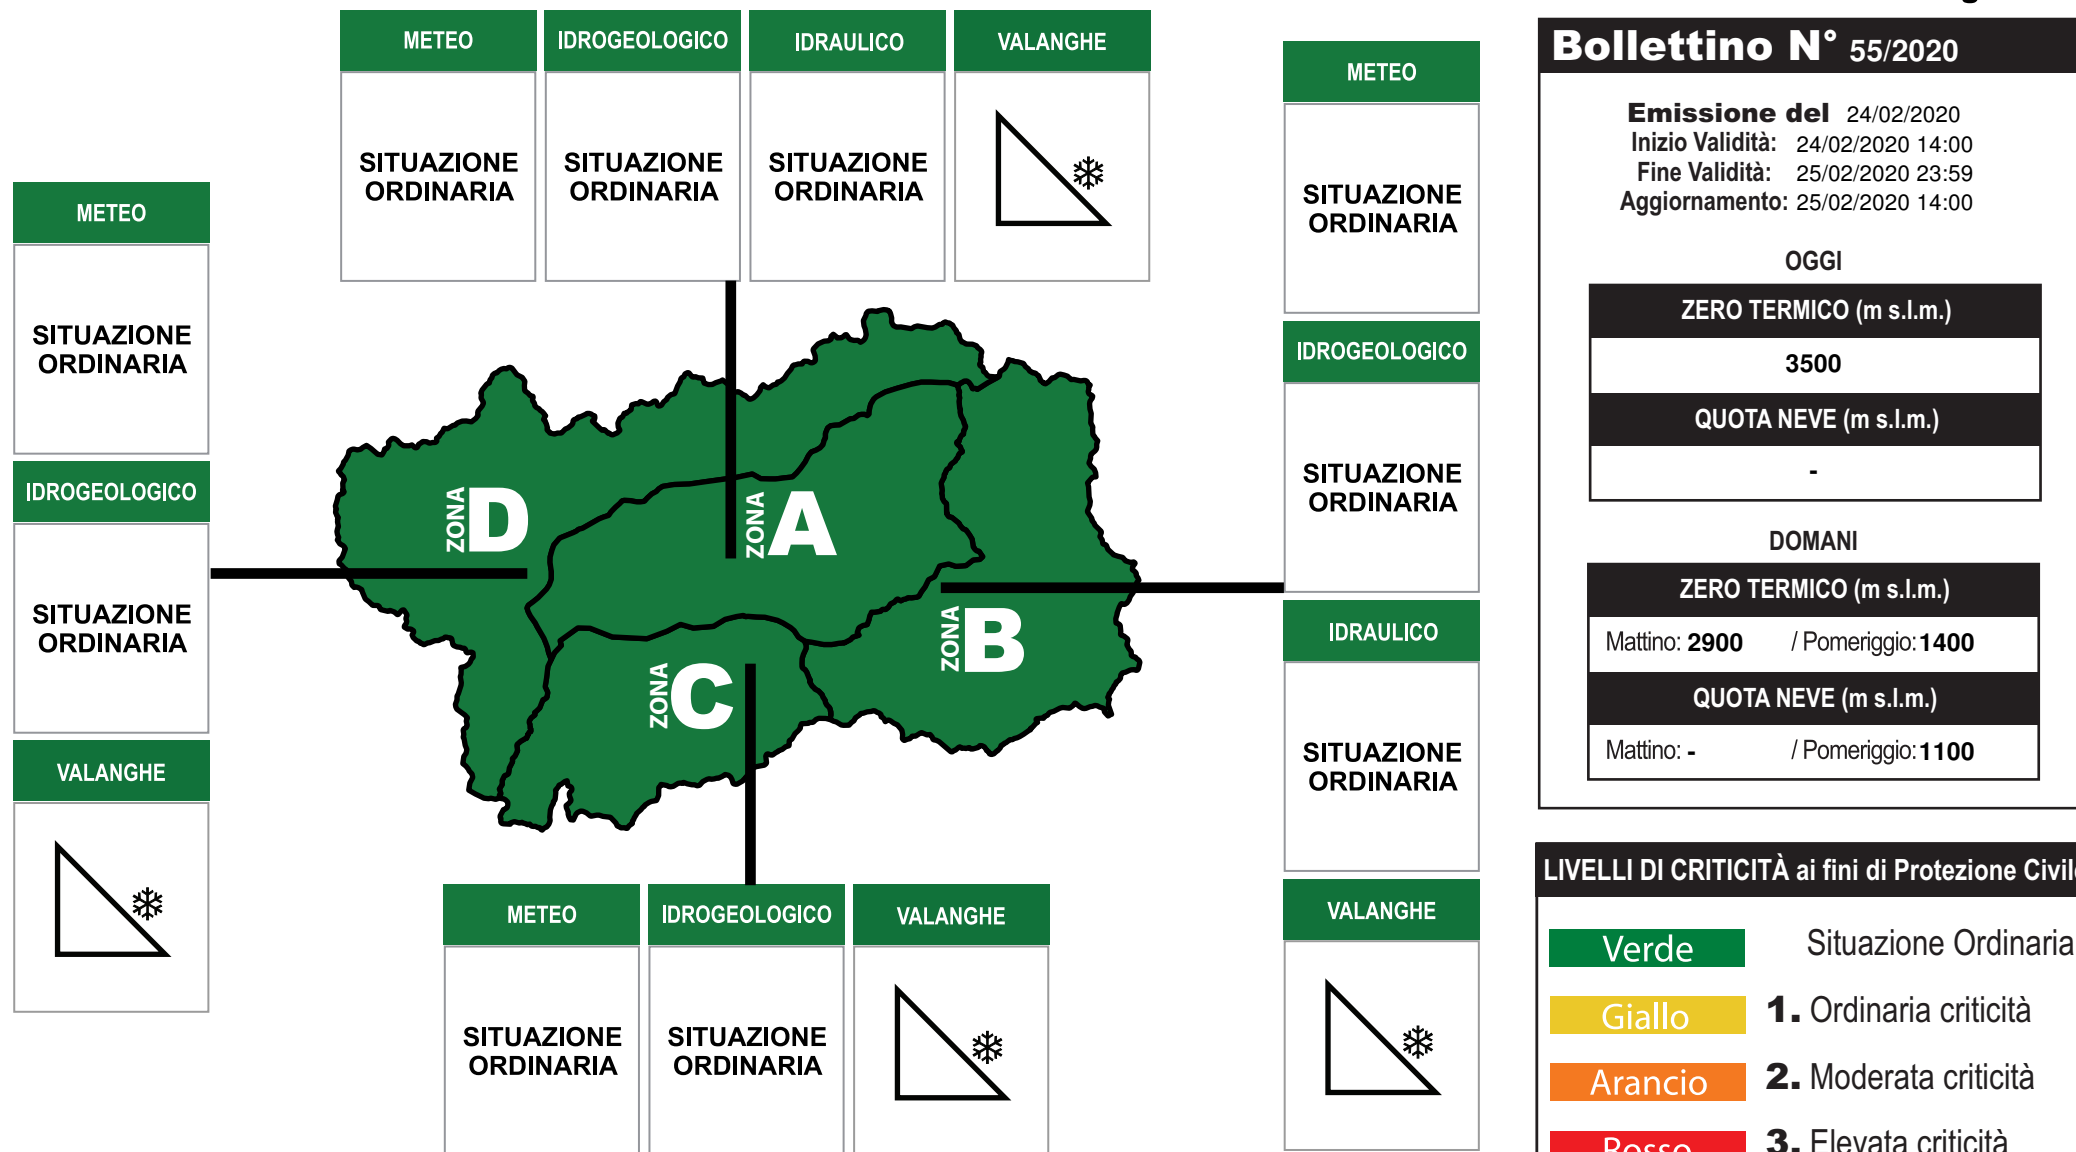 METEO
IDROGEOLOGICO
IDRAULICO
VALANGHE
SITUAZIONE
ORDINARIA
SITUAZIONE
ORDINARIA
SITUAZIONE
ORDINARIA
METEO
SITUAZIONE
ORDINARIA
IDROGEOLOGICO
SITUAZIONE
ORDINARIA
VALANGHE
ZONA D
ZONA A
ZONA B
ZONA C
METEO
SITUAZIONE
ORDINARIA
IDROGEOLOGICO
SITUAZIONE
ORDINARIA
IDRAULICO
SITUAZIONE
ORDINARIA
VALANGHE
METEO
IDROGEOLOGICO
VALANGHE
SITUAZIONE
ORDINARIA
SITUAZIONE
ORDINARIA
Bollettino N° 55/2020
Emissione del 24/02/2020
Inizio Validità: 24/02/2020 14:00
Fine Validità: 25/02/2020 23:59
Aggiornamento: 25/02/2020 14:00
OGGI
ZERO TERMICO (m s.l.m.)
3500
QUOTA NEVE (m s.l.m.)
-
DOMANI
ZERO TERMICO (m s.l.m.)
Mattino: 2900 / Pomeriggio: 1400
QUOTA NEVE (m s.l.m.)
Mattino: - / Pomeriggio: 1100
LIVELLI DI CRITICITÀ ai fini di Protezione Civile
Verde Situazione Ordinaria
Giallo 1. Ordinaria criticità
Arancio 2. Moderata criticità
Rosso 3. Elevata criticità